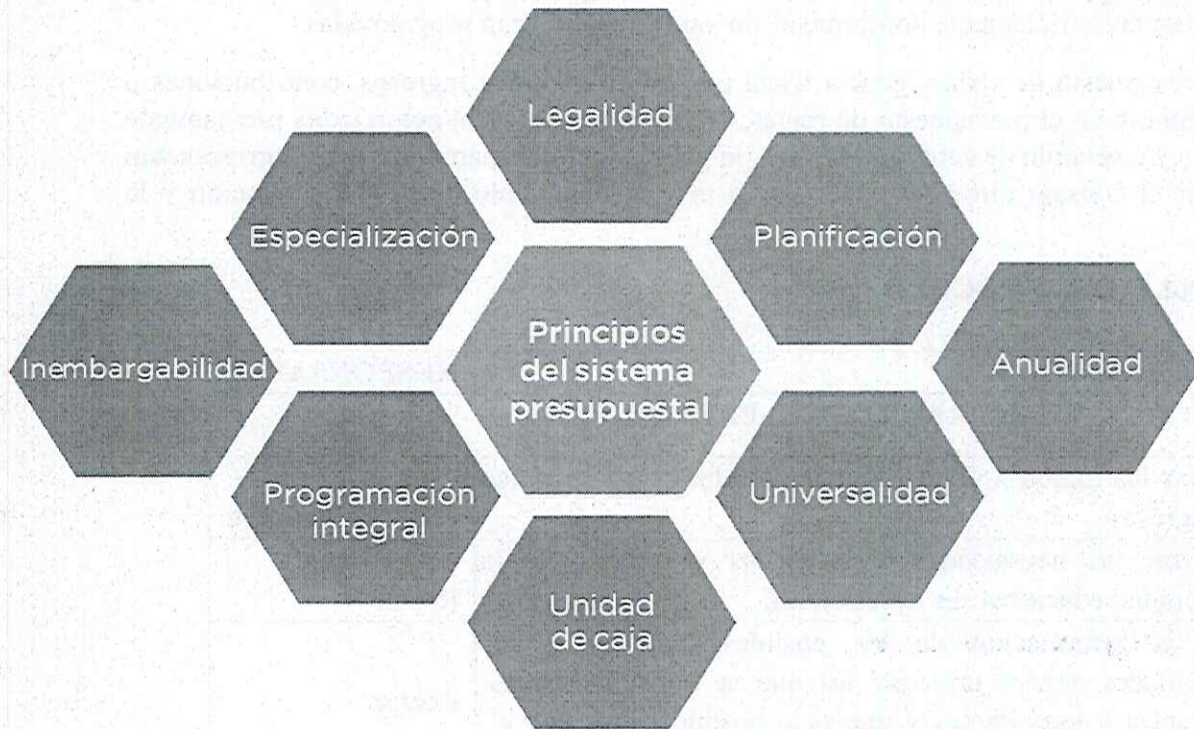 Legalidad
Especialización
Planificación
Inembargabilidad
Principios
del sistema
presupuestal
Anualidad
Programación
integral
Universalidad
Unidad
de caja